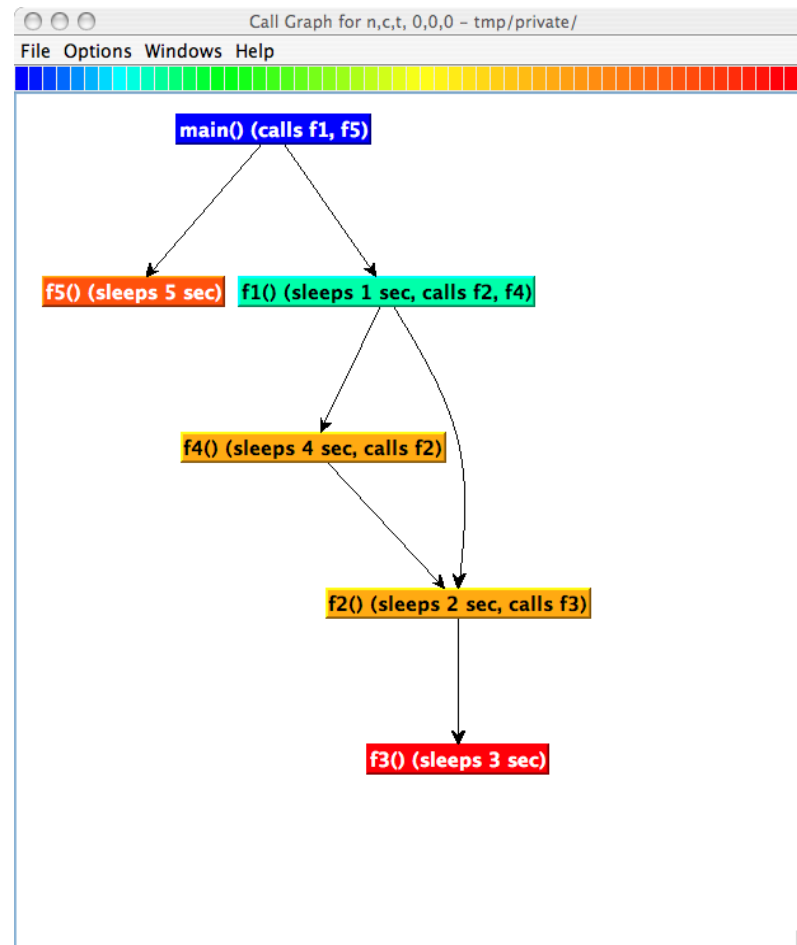 Call Graph for n,c,t, 0,0,0 – tmp/private/
File Options Windows Help
main() (calls f1, f5)
f5() (sleeps 5 sec)
f1() (sleeps 1 sec, calls f2, f4)
f4() (sleeps 4 sec, calls f2)
f2() (sleeps 2 sec, calls f3)
f3() (sleeps 3 sec)